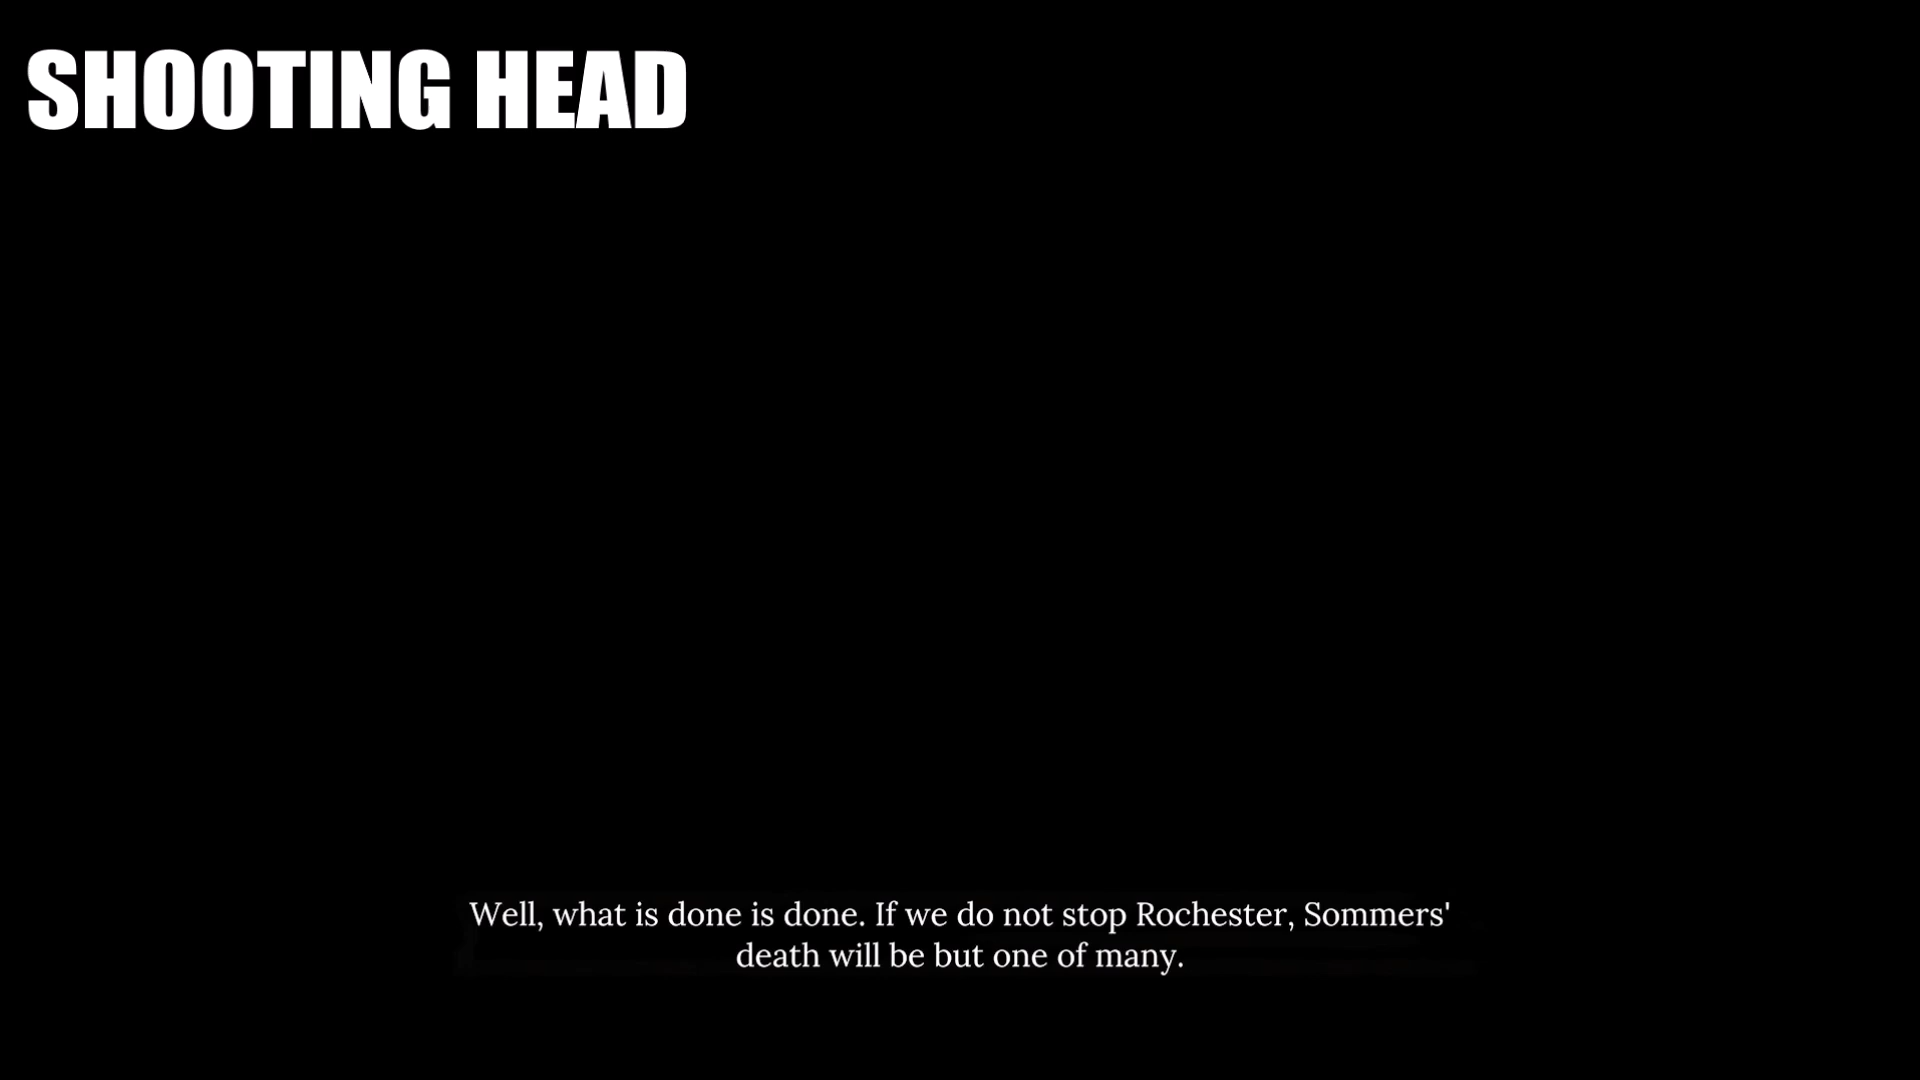 SHOOTING HEAD
Well, what is done is done. If we do not stop Rochester, Sommers'
death will be but one of many.